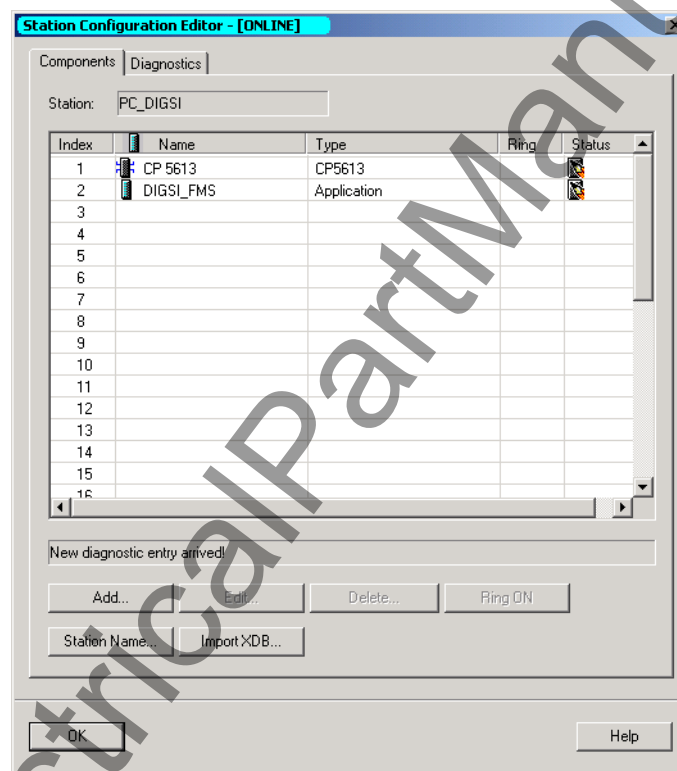 Station Configuration Editor - [ONLINE]
Components Diagnostics
Station: PC_DIGSI
Index Name Type Ring Status
1 CP 5613 CP5613
2 DIGSI_FMS Application
3
4
5
6
7
8
9
10
11
12
13
14
15
16
New diagnostic entry arrived!
Add... Edit... Delete... Ring ON
Station Name... Import XDB...
OK Help